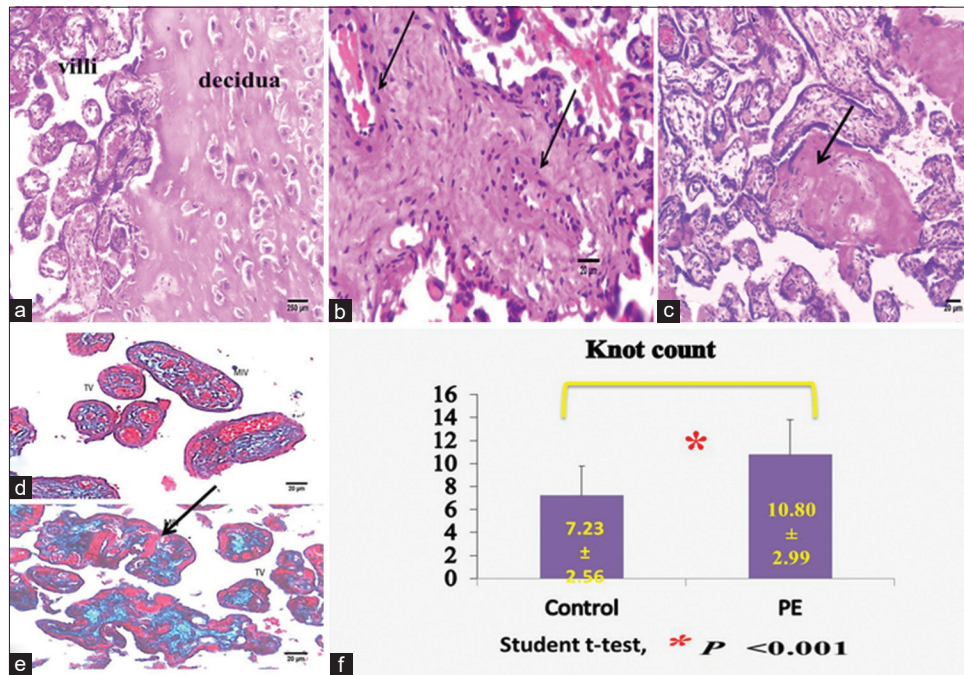 villi
decidua
a
250 µm
b
20 µm
c
20 µm
TV
MIV
d
20 µm
TV
e
20 µm
f
Knot count
16
14
12
10
8
6
4
2
0
*
7.23
±
2.56
10.80
±
2.99
Control
PE
Student t-test, * P <0.001